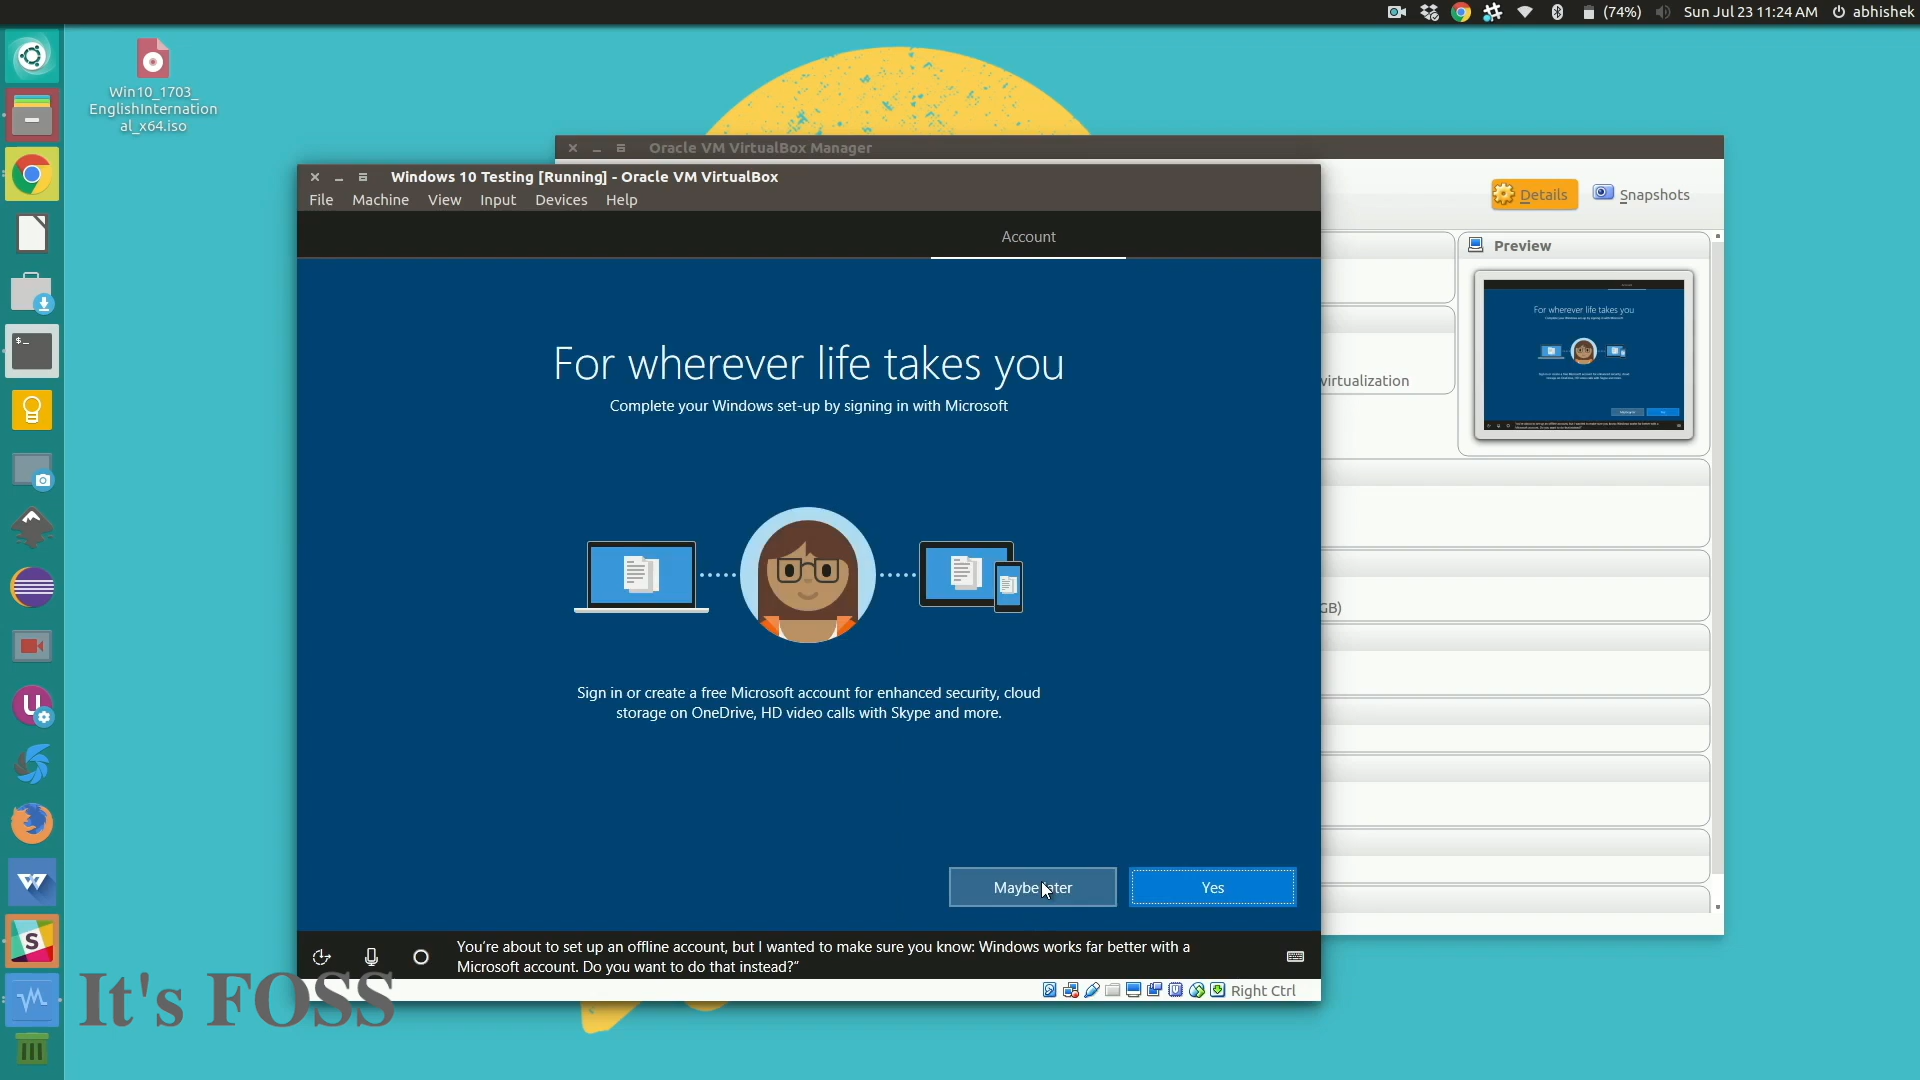 (74%)
Sun Jul 23 11:24 AM
abhishek
Win10_1703_
EnglishInternation
al_x64.iso
Oracle VM VirtualBox Manager
Windows 10 Testing [Running] - Oracle VM VirtualBox
File Machine View Input Devices Help
Details
Snapshots
Account
Preview
For wherever life takes you
Complete your Windows set-up by signing in with Microsoft
virtualization
GB)
Sign in or create a free Microsoft account for enhanced security, cloud
storage on OneDrive, HD video calls with Skype and more.
Yes
You're about to set up an offline account, but I wanted to make sure you know: Windows works far better with a
Microsoft account. Do you want to do that instead?"
Right Ctrl
It's FOSS
For wherever life takes you
Maybe later